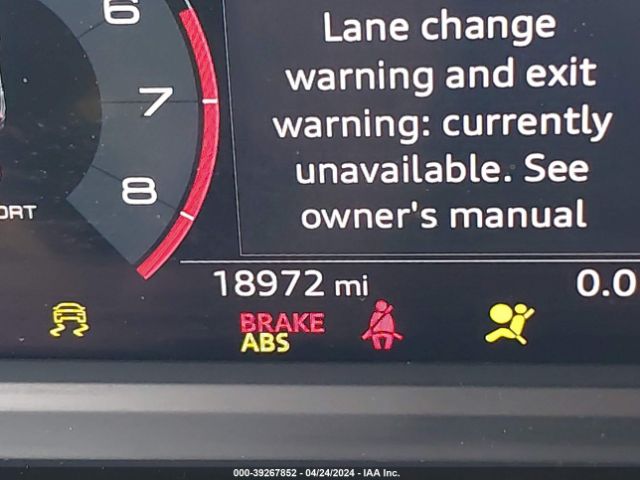 6
Lane change
warning and exit
7
warning: currently
unavailable. See
8
owner's manual
ORT
18972 mi
0.0
BRAKE
ABS
000-39267852 - 04/24/2024 - IAA Inc.